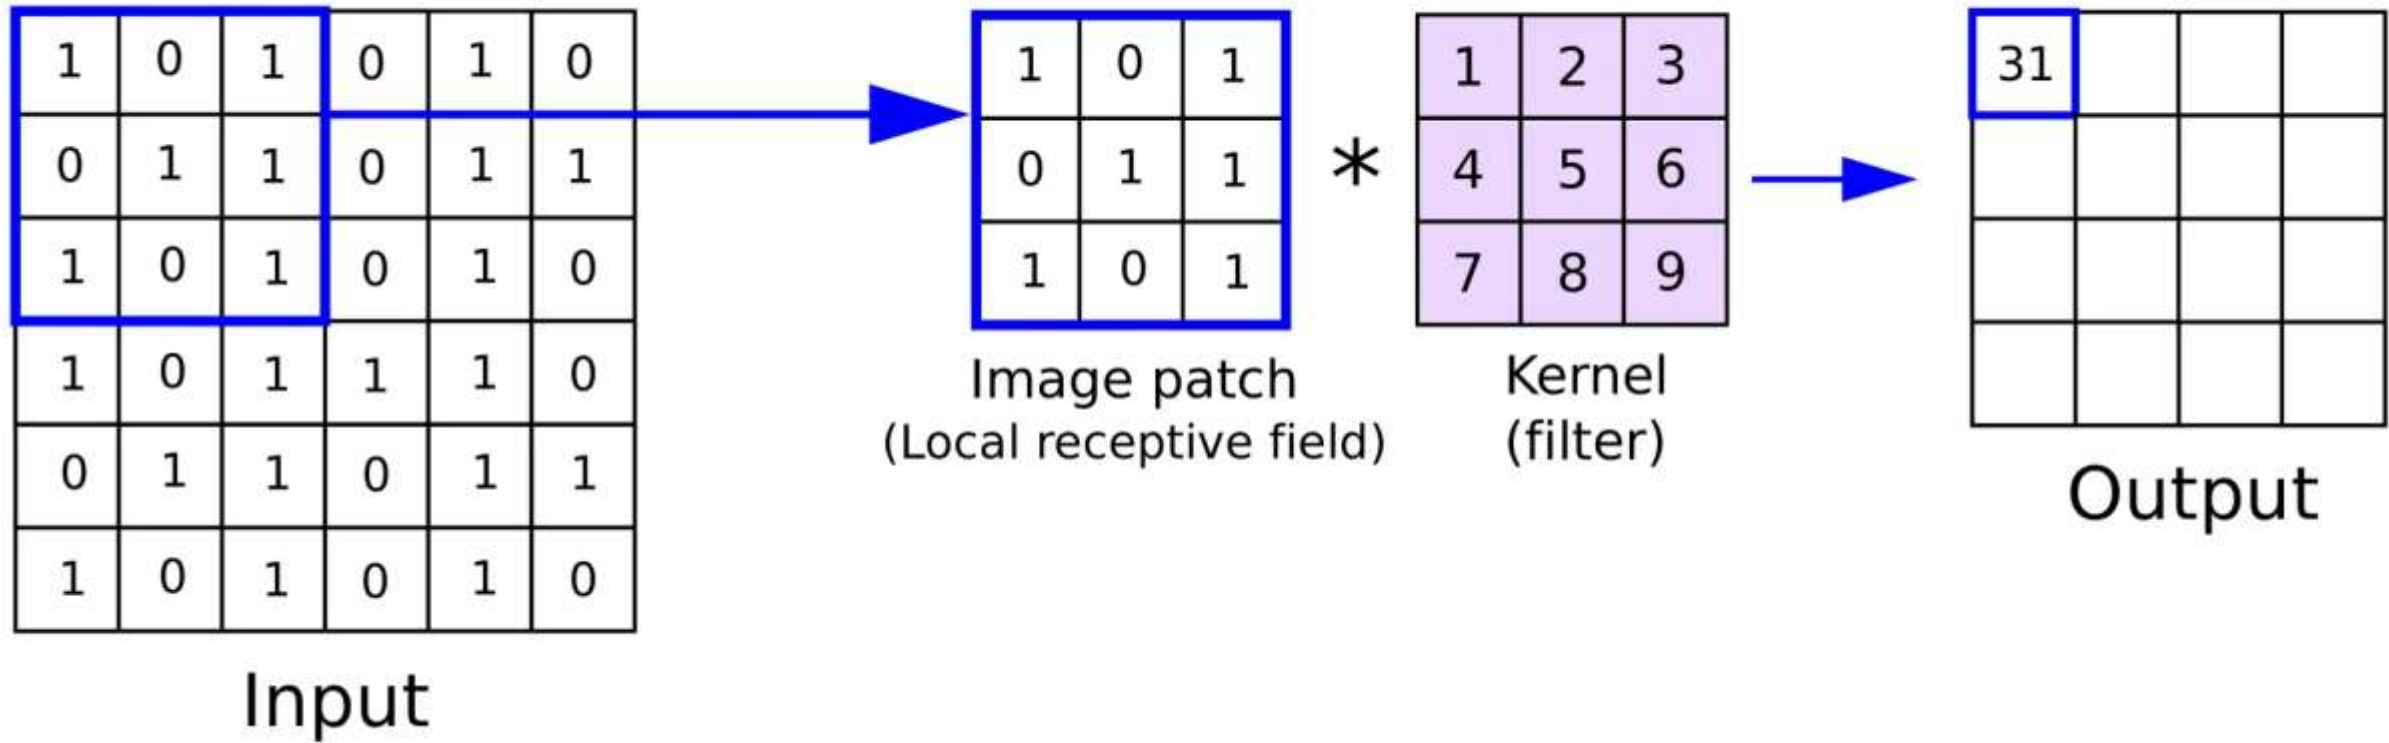 1 0 1 0 1 0
0 1 1 0 1 1
1 0 1 0 1 0
1 0 1 1 1 0
0 1 1 0 1 1
1 0 1 0 1 0
Input
1 0 1
0 1 1
1 0 1
Image patch
(Local receptive field)
*
1 2 3
4 5 6
7 8 9
Kernel
(filter)
31
Output